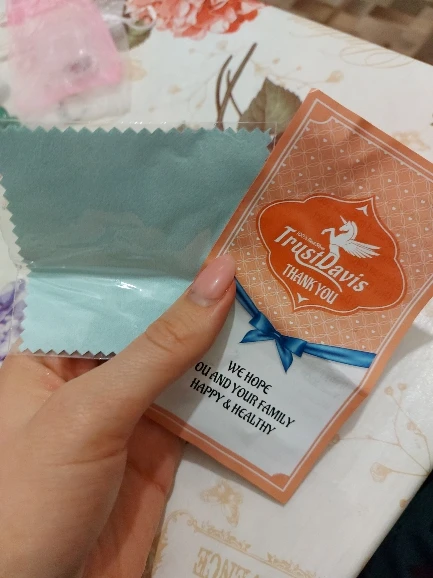 TrustDavis
THANK YOU
WE HOPE
OU AND YOUR FAMILY
HAPPY & HEALTHY